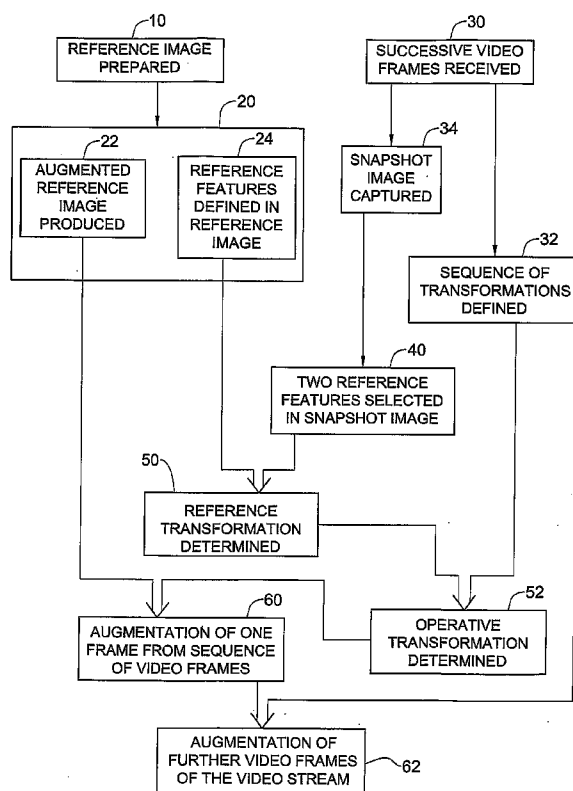 10
REFERENCE IMAGE
PREPARED
30
SUCCESSIVE VIDEO
FRAMES RECEIVED
20
22
AUGMENTED
REFERENCE
IMAGE
PRODUCED
24
REFERENCE
FEATURES
DEFINED IN
REFERENCE
IMAGE
34
SNAPSHOT
IMAGE
CAPTURED
32
SEQUENCE OF
TRANSFORMATIONS
DEFINED
40
TWO REFERENCE
FEATURES SELECTED
IN SNAPSHOT IMAGE
50
REFERENCE
TRANSFORMATION
DETERMINED
60
AUGMENTATION OF ONE
FRAME FROM SEQUENCE
OF VIDEO FRAMES
52
OPERATIVE
TRANSFORMATION
DETERMINED
AUGMENTATION OF
FURTHER VIDEO FRAMES
OF THE VIDEO STREAM
62